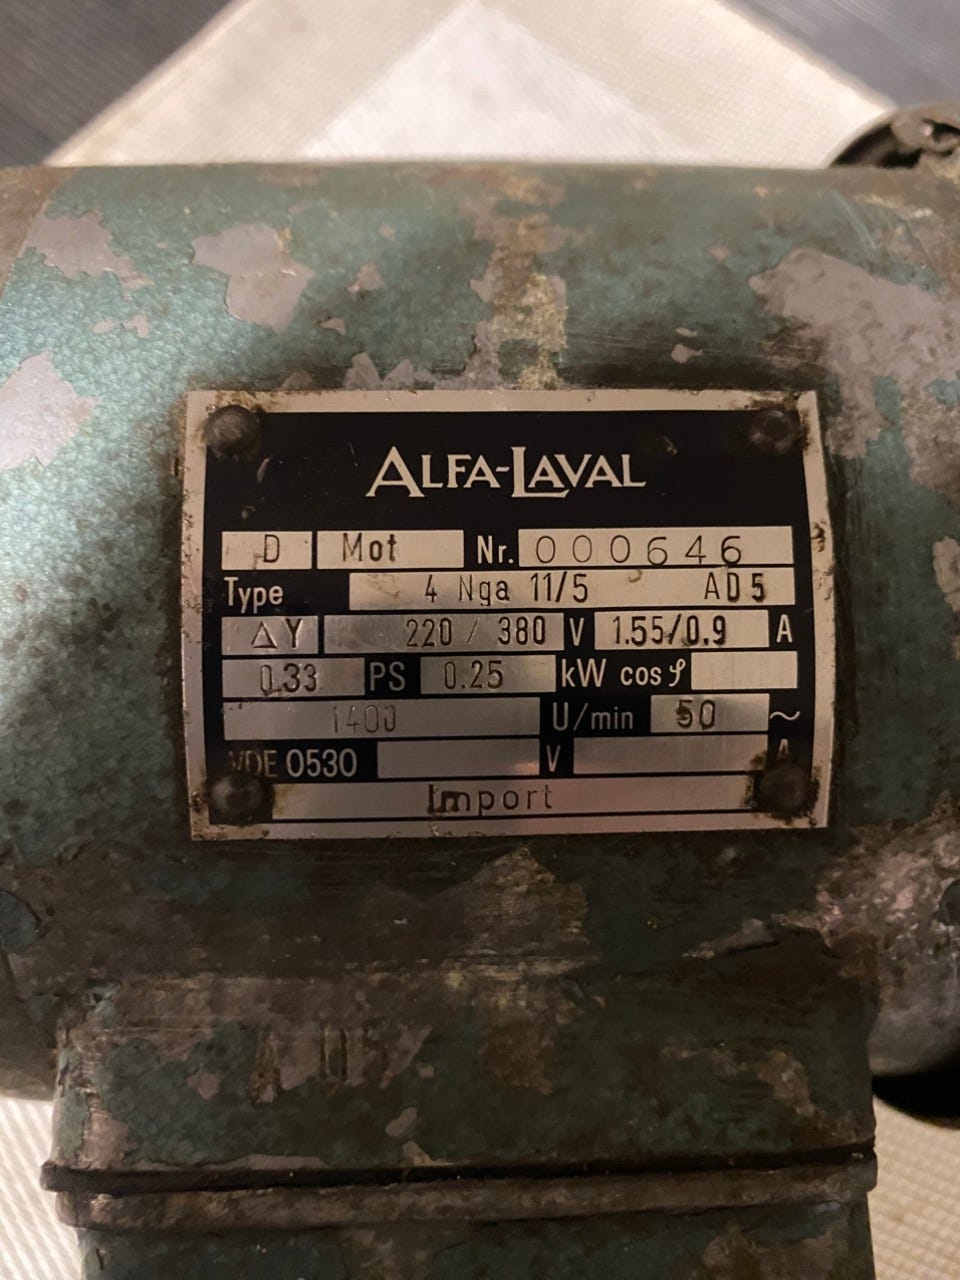 ALFA-LAVAL
D Mot Nr. 000646
Type 4 Nga 11/5 AD5
△Y 220 / 380 V 1.55/0.9 A
0.33 PS 0.25 kW cos φ
1400 U/min 50 ~
VDE 0530 V A
Import